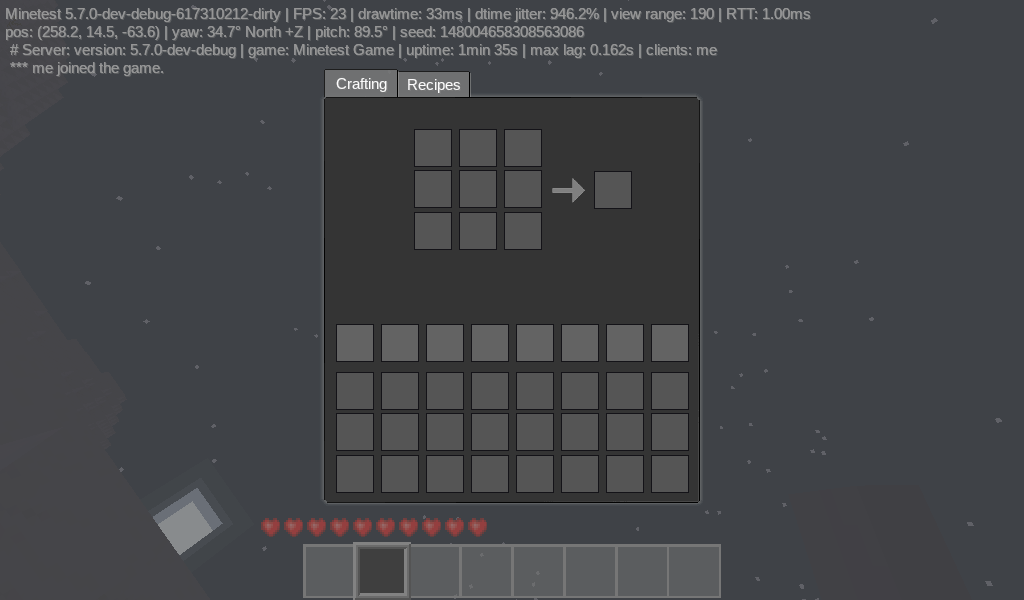 Minetest 5.7.0-dev-debug-617310212-dirty | FPS: 23 | drawtime: 33ms | dtime jitter: 946.2% | view range: 190 | RTT: 1.00ms
pos: (258.2, 14.5, -63.6) | yaw: 34.7° North +Z | pitch: 89.5° | seed: 148004658308563086
# Server: version: 5.7.0-dev-debug | game: Minetest Game | uptime: 1min 35s | max lag: 0.162s | clients: me
*** me joined the game.
Crafting
Recipes